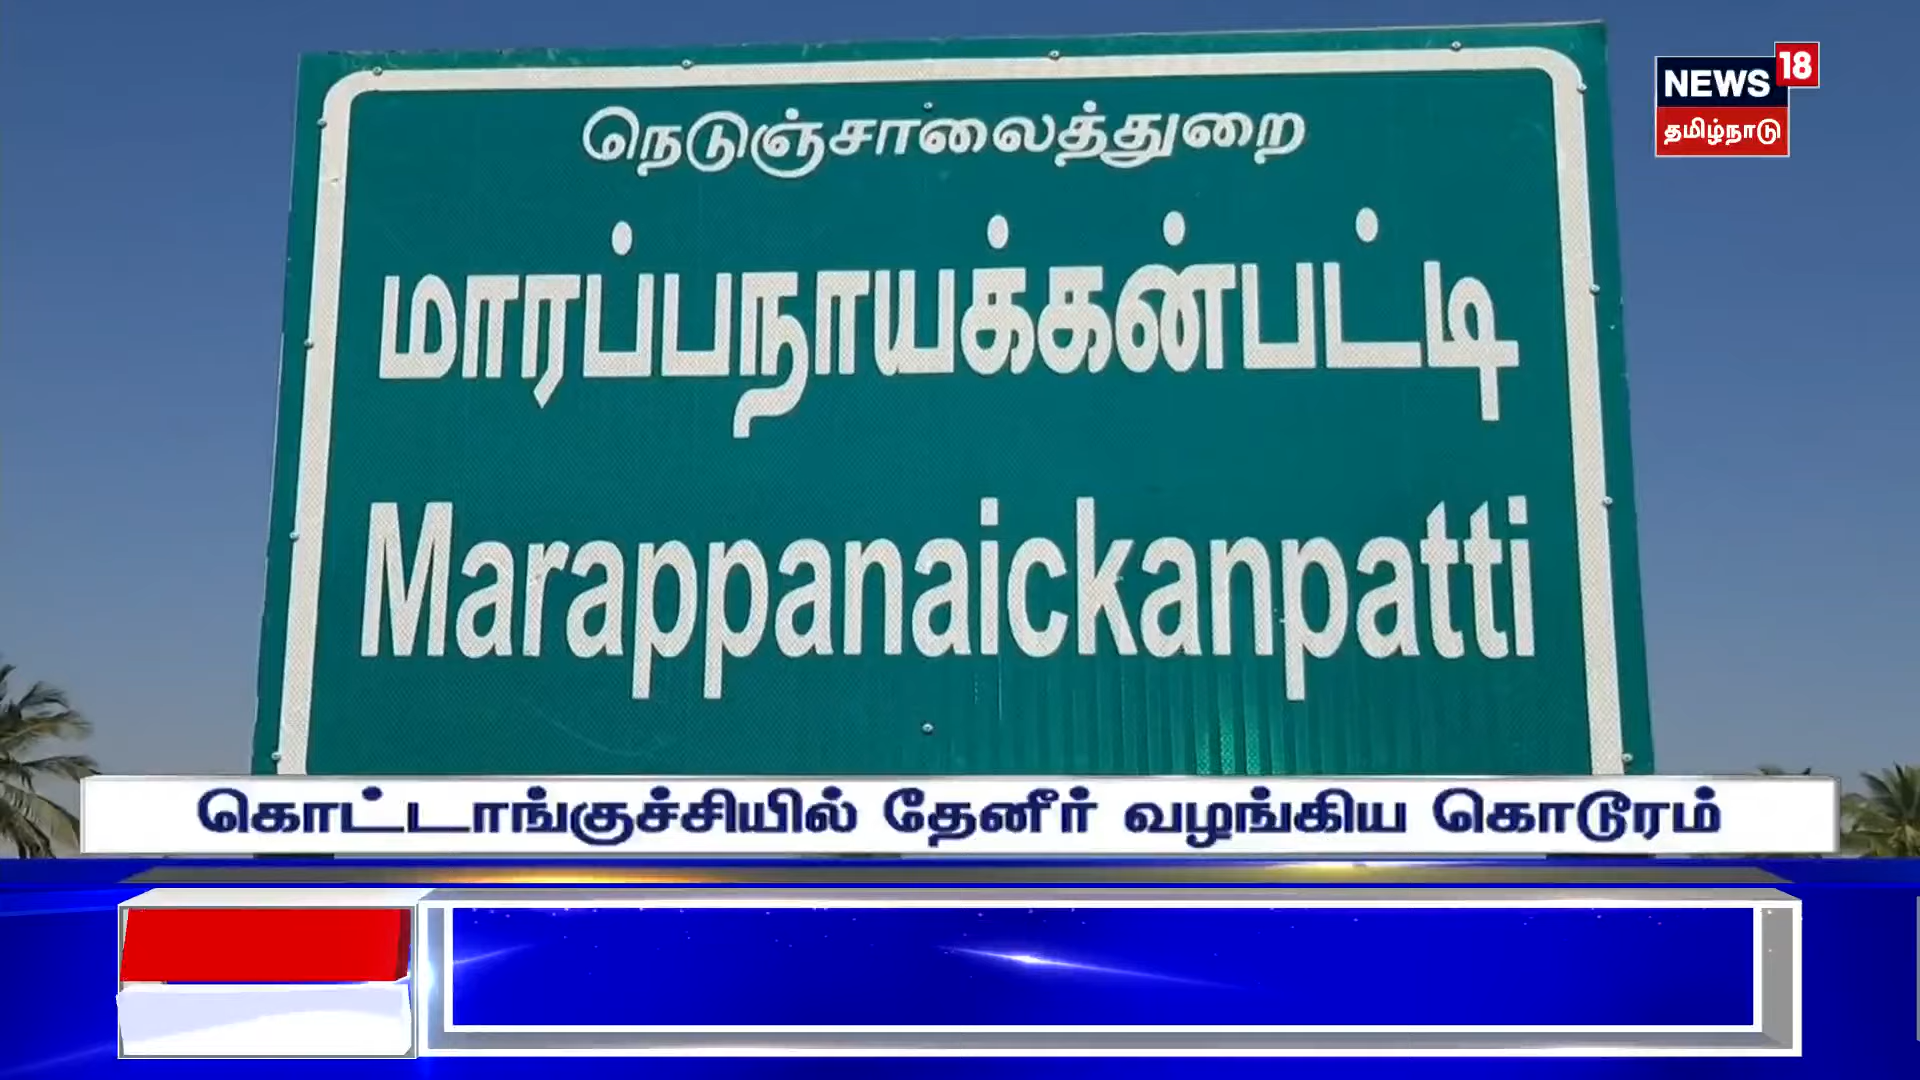 NEWS 18
தமிழ்நாடு
நெடுஞ்சாலைத்துறை
மாரப்பநாயக்கன்பட்டி
Marappanaickanpatti
கொட்டாங்குச்சியில் தேனீர் வழங்கிய கொடூரம்